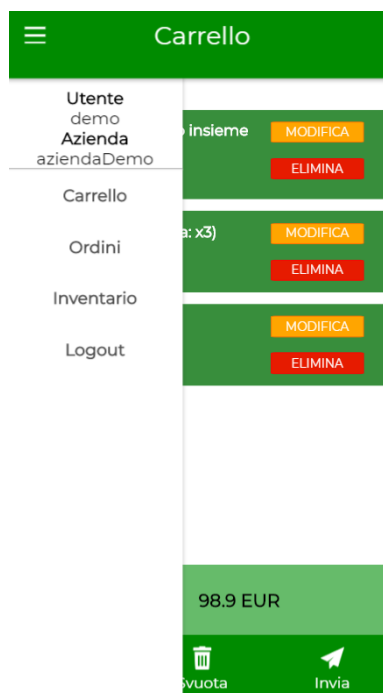 Carrello
Utente
demo
Azienda
aziendaDemo
Carrello
Ordini
Inventario
Logout
insieme
MODIFICA
ELIMINA
a: x3)
MODIFICA
ELIMINA
MODIFICA
ELIMINA
98.9 EUR
Svuota
Invia